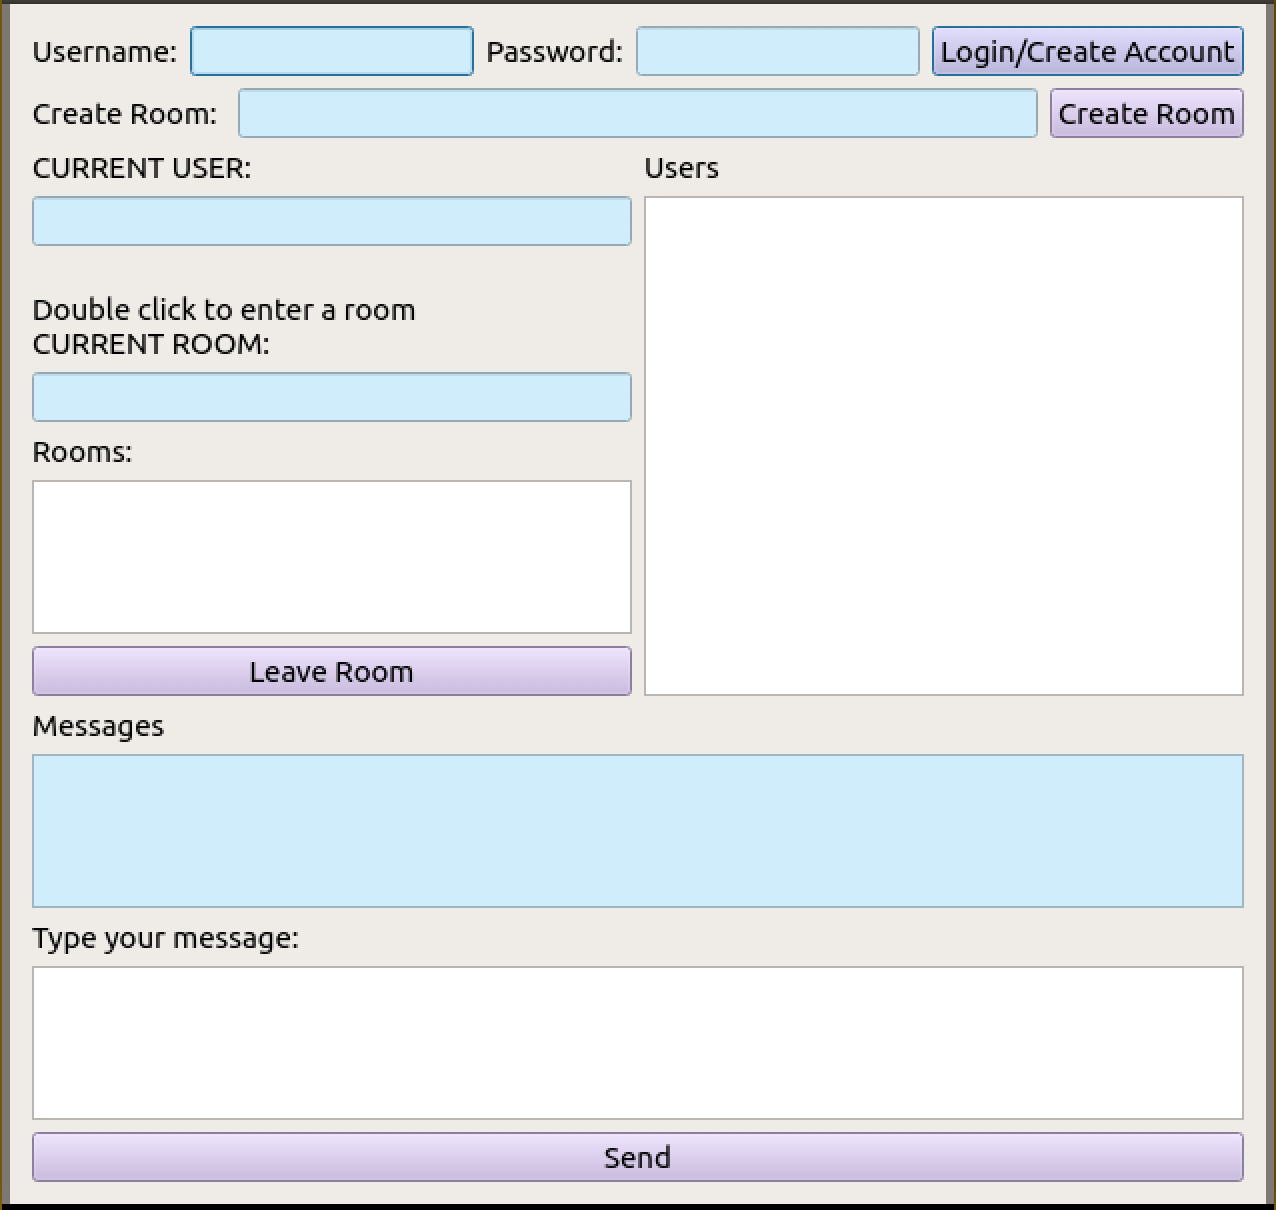 Username: Password: Login/Create Account
Create Room: Create Room
CURRENT USER:
Users
Double click to enter a room
CURRENT ROOM:
Rooms:
Leave Room
Messages
Type your message:
Send